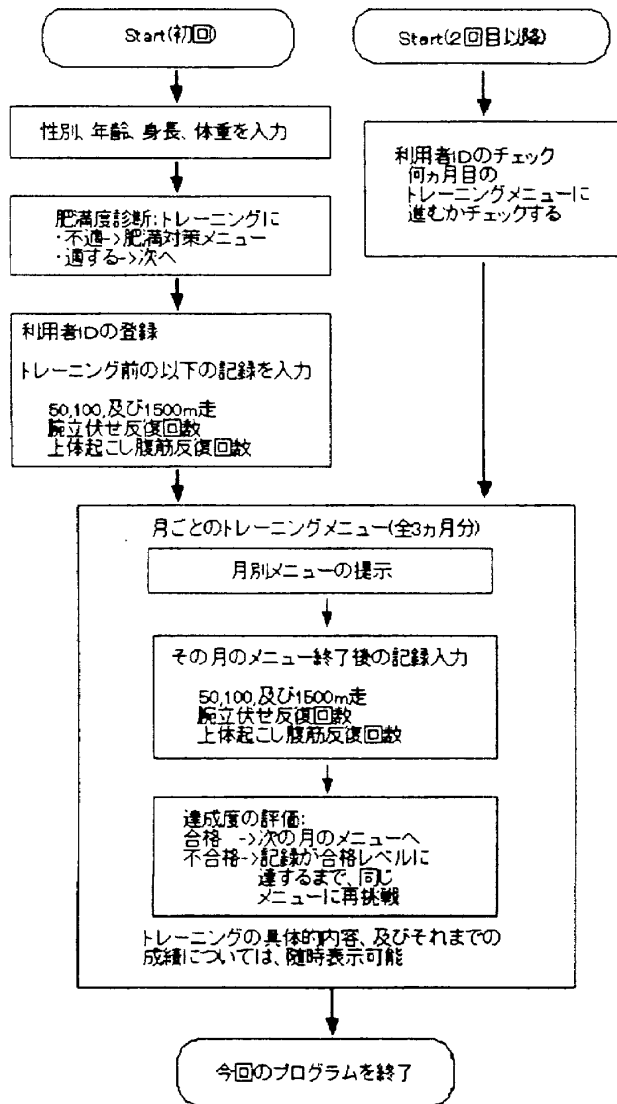 Start(初回)
性別、年齢、身長、体重を入力
肥満度診断:トレーニングに
・不適->肥満対策メニュー
・適する->次へ
利用者IDの登録
トレーニング前の以下の記録を入力
50,100,及び1500m走
腕立伏せ反復回数
上体起こし腹筋反復回数
Start(2回目以降)
利用者IDのチェック
何ヵ月目の
トレーニングメニューに
進むかチェックする
月ごとのトレーニングメニュー(全3ヵ月分)
月別メニューの提示
その月のメニュー終了後の記録入力
50,100,及び1500m走
腕立伏せ反復回数
上体起こし腹筋反復回数
達成度の評価:
合格 ->次の月のメニューへ
不合格->記録が合格レベルに
達するまで、同じ
メニューに再挑戦
トレーニングの具体的内容、及びそれまでの
成績については、随時表示可能
今回のプログラムを終了